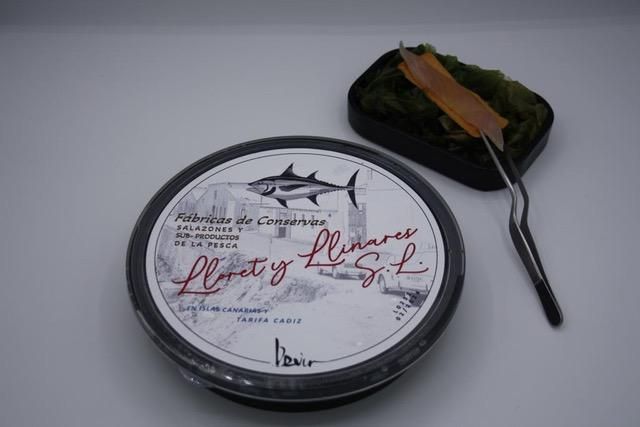 Fábricas de Conservas
SALAZONES Y
SUB-PRODUCTOS
DE LA PESCA
Lloret y Llinares
S.L.
EN ISLAS CANARIAS Y
TARIFA CADIZ